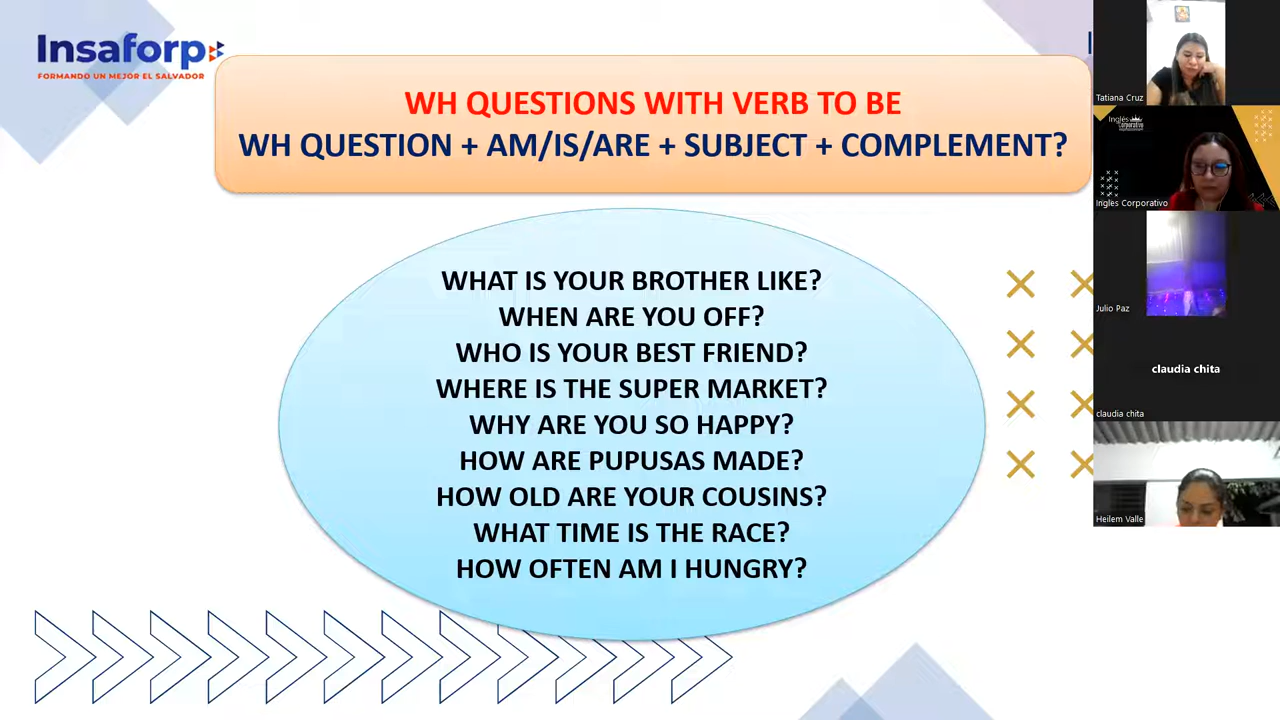 Insaforp
FORMANDO UN MEJOR EL SALVADOR
WH QUESTIONS WITH VERB TO BE
WH QUESTION + AM/IS/ARE + SUBJECT + COMPLEMENT?
WHAT IS YOUR BROTHER LIKE?
WHEN ARE YOU OFF?
WHO IS YOUR BEST FRIEND?
WHERE IS THE SUPER MARKET?
WHY ARE YOU SO HAPPY?
HOW ARE PUPUSAS MADE?
HOW OLD ARE YOUR COUSINS?
WHAT TIME IS THE RACE?
HOW OFTEN AM I HUNGRY?
Tatiana Cruz
Inglés
Corporativo
Ingles Corporativo
Julio Paz
claudia chita
claudia chita
Heilem Valle